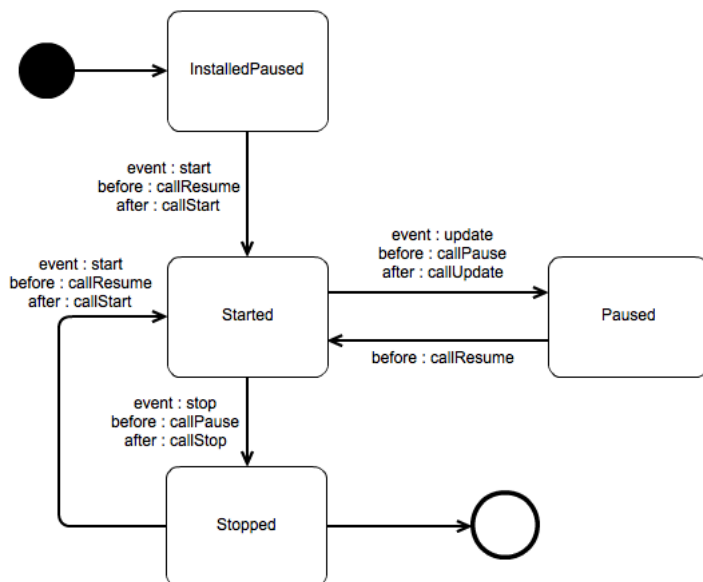 InstalledPaused
event : start
before : callResume
after : callStart
event : update
before : callPause
after : callUpdate
event : start
before : callResume
after : callStart
Started
Paused
before : callResume
event : stop
before : callPause
after : callStop
Stopped